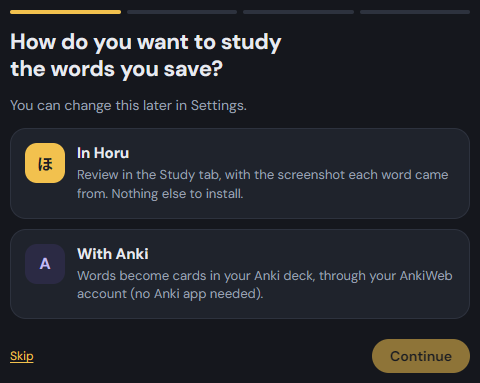 How do you want to study
the words you save?
You can change this later in Settings.
ほ
In Horu
Review in the Study tab, with the screenshot each word came
from. Nothing else to install.
A
With Anki
Words become cards in your Anki deck, through your AnkiWeb
account (no Anki app needed).
Skip
Continue